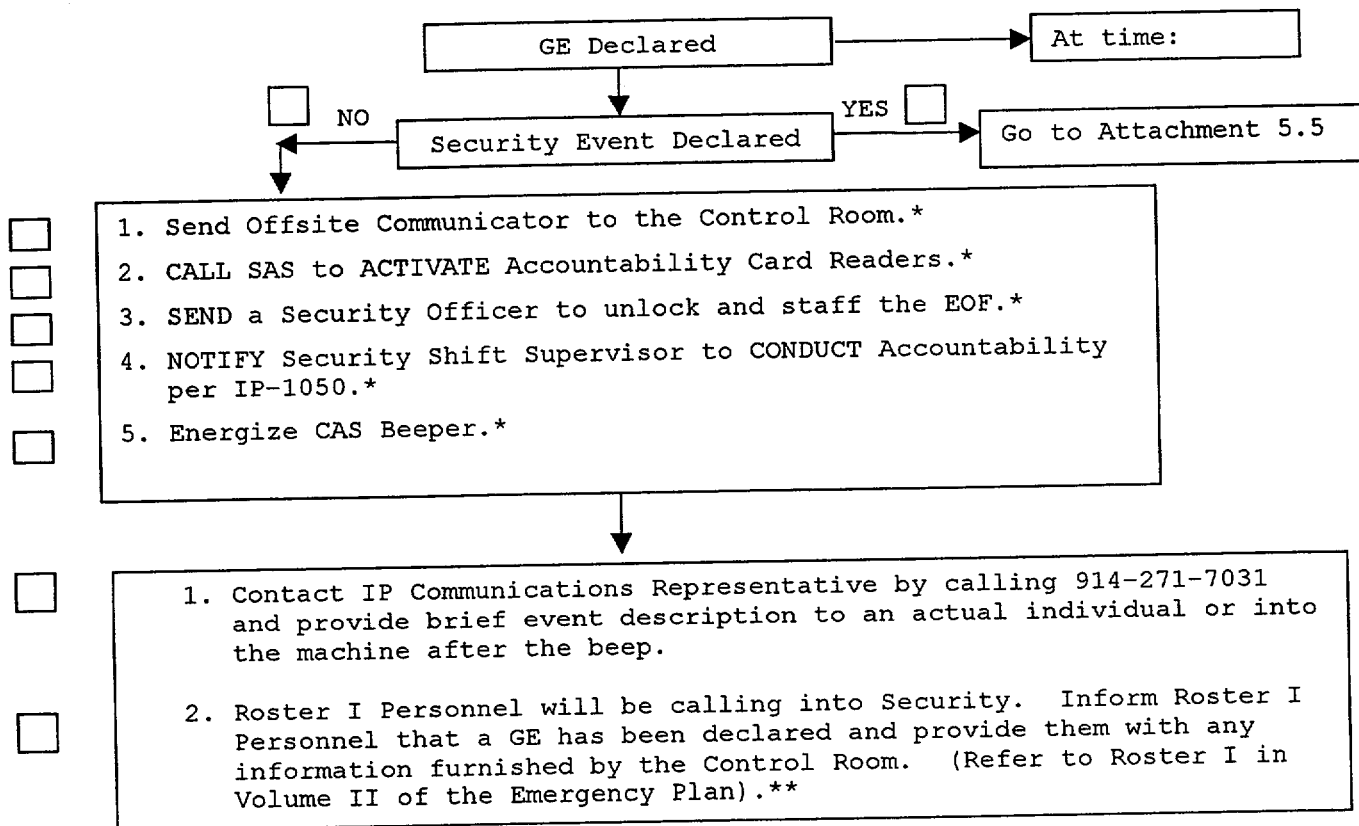 GE Declared
At time:
NO
YES
Security Event Declared
Go to Attachment 5.5
1. Send Offsite Communicator to the Control Room.*
2. CALL SAS to ACTIVATE Accountability Card Readers.*
3. SEND a Security Officer to unlock and staff the EOF.*
4. NOTIFY Security Shift Supervisor to CONDUCT Accountability
per IP-1050.*
5. Energize CAS Beeper.*
1. Contact IP Communications Representative by calling 914-271-7031
and provide brief event description to an actual individual or into
the machine after the beep.
2. Roster I Personnel will be calling into Security. Inform Roster I
Personnel that a GE has been declared and provide them with any
information furnished by the Control Room. (Refer to Roster I in
Volume II of the Emergency Plan).**